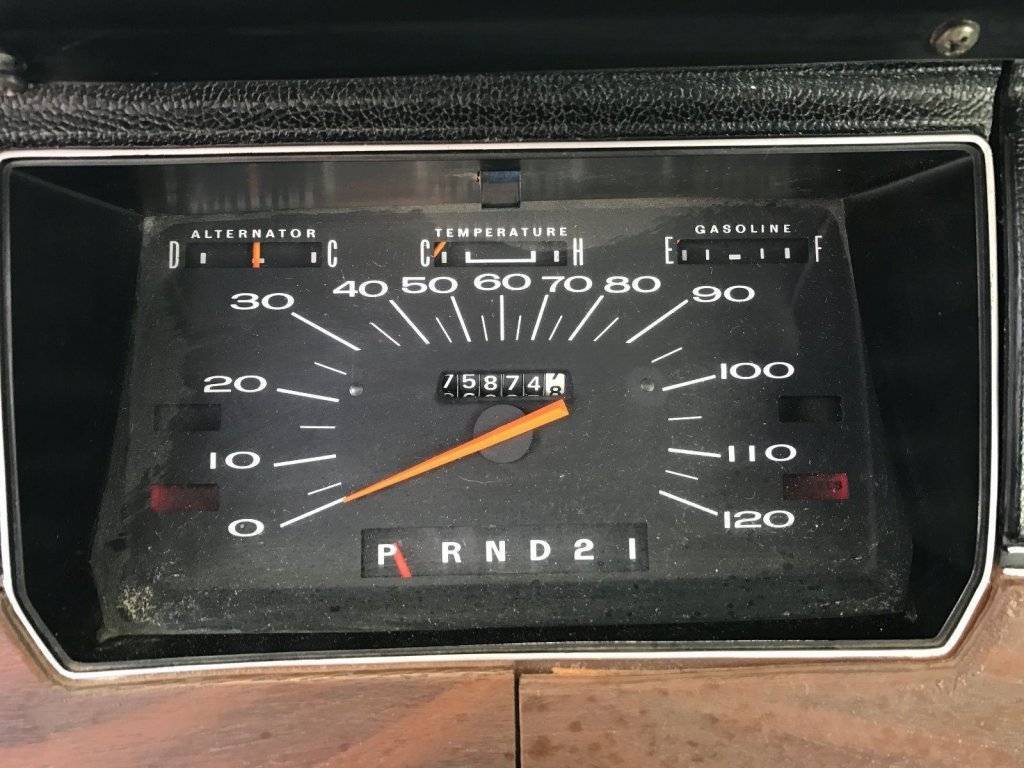 ALTERNATOR TEMPERATURE GASOLINE
D C C H E F
30 40 50 60 70 80 90
20 100
75874
10 110
0 120
P R N D 2 1